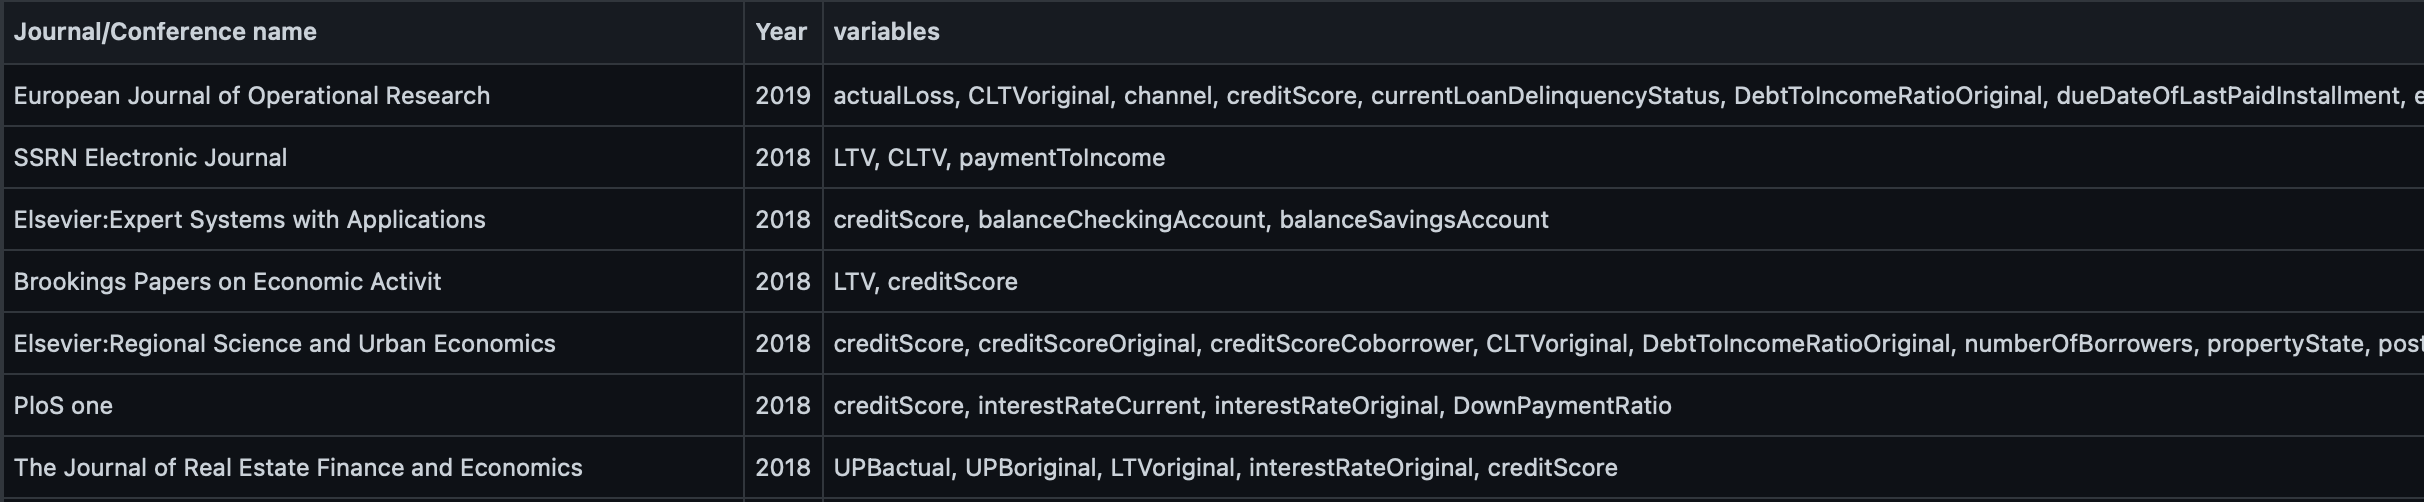 Journal/Conference name Year variables
European Journal of Operational Research 2019 actualLoss, CLTVoriginal, channel, creditScore, currentLoanDelinquencyStatus, DebtToIncomeRatioOriginal, dueDateOfLastPaidInstallment,
SSRN Electronic Journal 2018 LTV, CLTV, paymentToIncome
Elsevier:Expert Systems with Applications 2018 creditScore, balanceCheckingAccount, balanceSavingsAccount
Brookings Papers on Economic Activit 2018 LTV, creditScore
Elsevier:Regional Science and Urban Economics 2018 creditScore, creditScoreOriginal, creditScoreCoborrower, CLTVoriginal, DebtToIncomeRatioOriginal, numberOfBorrowers, propertyState,
PloS one 2018 creditScore, interestRateCurrent, interestRateOriginal, DownPaymentRatio
The Journal of Real Estate Finance and Economics 2018 UPBactual, UPBoriginal, LTVoriginal, interestRateOriginal, creditScore